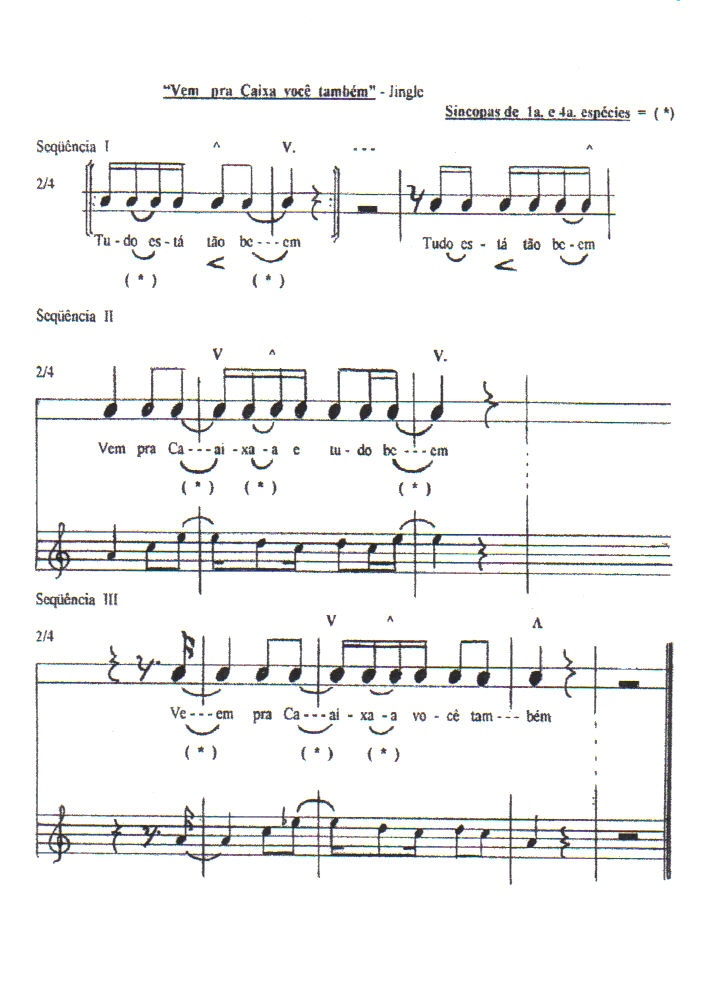 “Vem pra Caixa você também” - Jingle
Síncopas de 1a. e 4a. espécies = ( * )
Seqüência I ^ V. - - - ^
2/4
Tu - do es - tá tão be - - - em Tudo es - tá tão be - em
< <
( * ) ( * )
Seqüência II
V ^ V.
2/4
Vem pra Ca - - - ai - xa - a e tu - do be - - - em
( * ) ( * ) ( * )
Seqüência III
V ^ Λ
2/4
Ve - - - em pra Ca - - - ai - xa - a vo - cê tam - - - bém
( * ) ( * ) ( * )